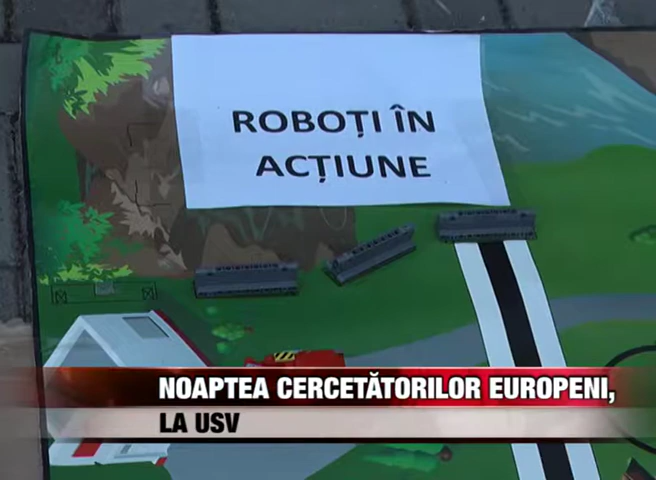 ROBOȚI ÎN
ACȚIUNE
NOAPTEA CERCETĂTORILOR EUROPENI,
LA USV